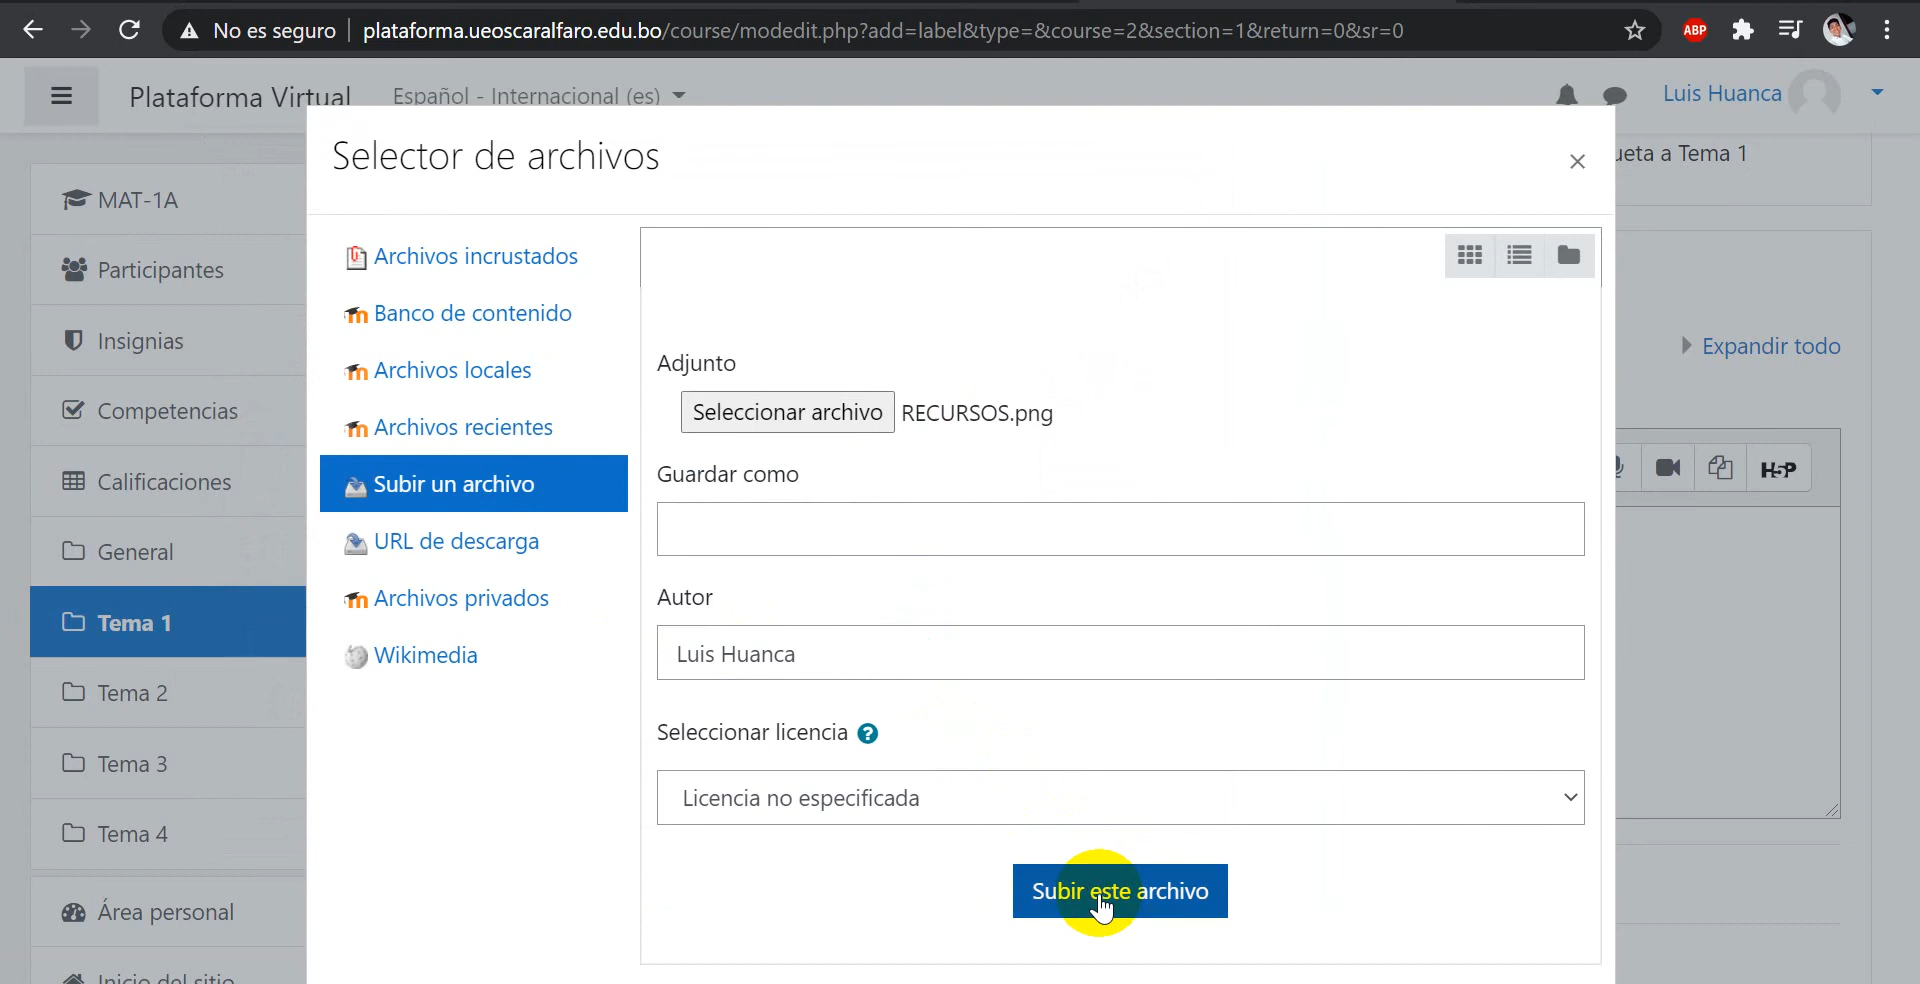 No es seguro
plataforma.ueoscaralfaro.edu.bo/course/modedit.php?add=label&type=&course=2&section=1&return=0&sr=0
ABP
Plataforma Virtual
Español - Internacional (es)
Luis Huanca
ueta a Tema 1
Selector de archivos
×
MAT-1A
Participantes
Insignias
Competencias
Calificaciones
General
Tema 1
Tema 2
Tema 3
Tema 4
Área personal
Inicio del sitio
Archivos incrustados
Banco de contenido
Archivos locales
Archivos recientes
Subir un archivo
URL de descarga
Archivos privados
Wikimedia
Adjunto
Seleccionar archivo RECURSOS.png
Guardar como
Autor
Luis Huanca
Seleccionar licencia ?
Licencia no especificada
Subir este archivo
Expandir todo
H5P